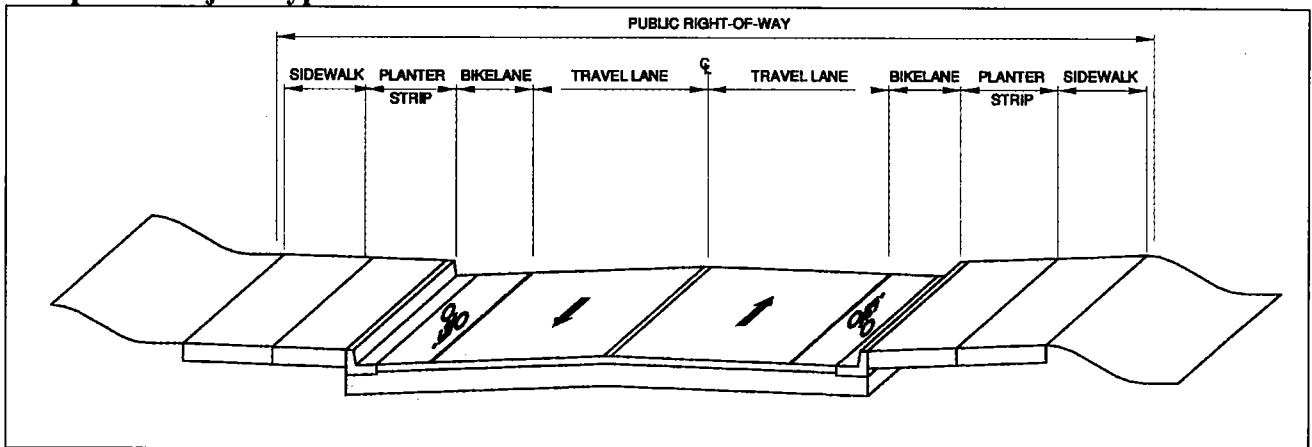 PUBLIC RIGHT-OF-WAY
℄
SIDEWALK PLANTER BIKELANE TRAVEL LANE TRAVEL LANE BIKELANE PLANTER SIDEWALK
STRIP STRIP